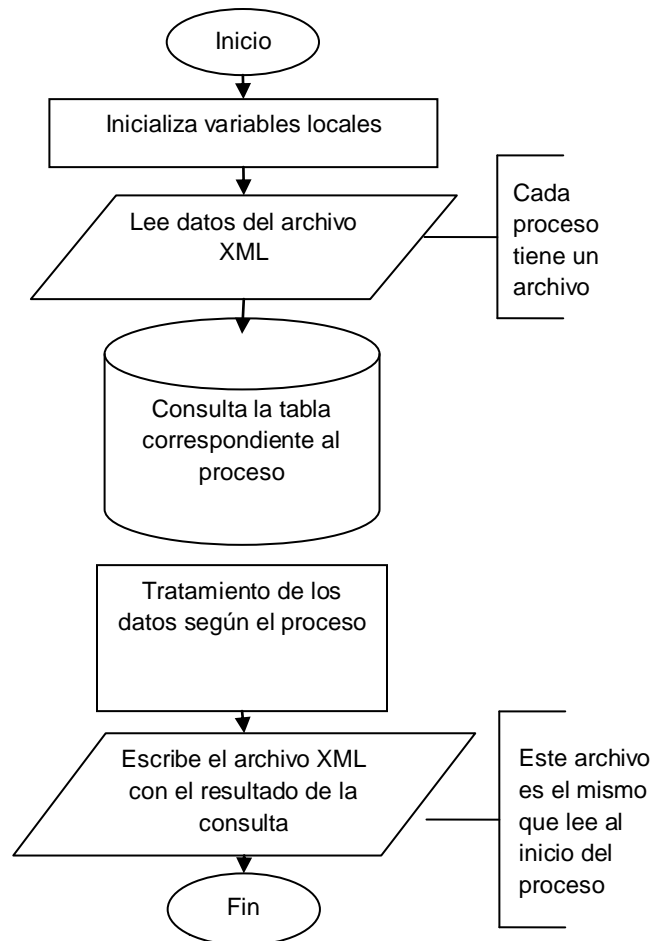 Inicio
Inicializa variables locales
Lee datos del archivo
XML
Cada
proceso
tiene un
archivo
Consulta la tabla
correspondiente al
proceso
Tratamiento de los
datos según el proceso
Escribe el archivo XML
con el resultado de la
consulta
Este archivo
es el mismo
que lee al
inicio del
proceso
Fin